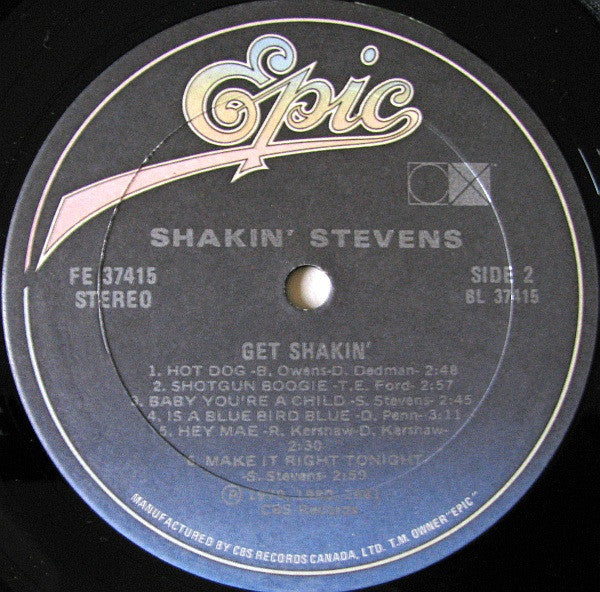 Epic
SHAKIN' STEVENS
FE 37415
STEREO
SIDE 2
BL 37415
GET SHAKIN'
1. HOT DOG -B. Owens-D. Dedman- 2:48
2. SHOTGUN BOOGIE -T.E. Ford- 2:57
3. BABY YOU'RE A CHILD -S. Stevens- 2:45
4. IS A BLUE BIRD BLUE -D. Penn- 3:11
5. HEY MAE -R. Kershaw-D. Kershaw-
2:30
6. MAKE IT RIGHT TONIGHT
-S. Stevens- 2:59
℗ 1981
CBS Records
MANUFACTURED BY CBS RECORDS CANADA, LTD. T.M. OWNER "EPIC"